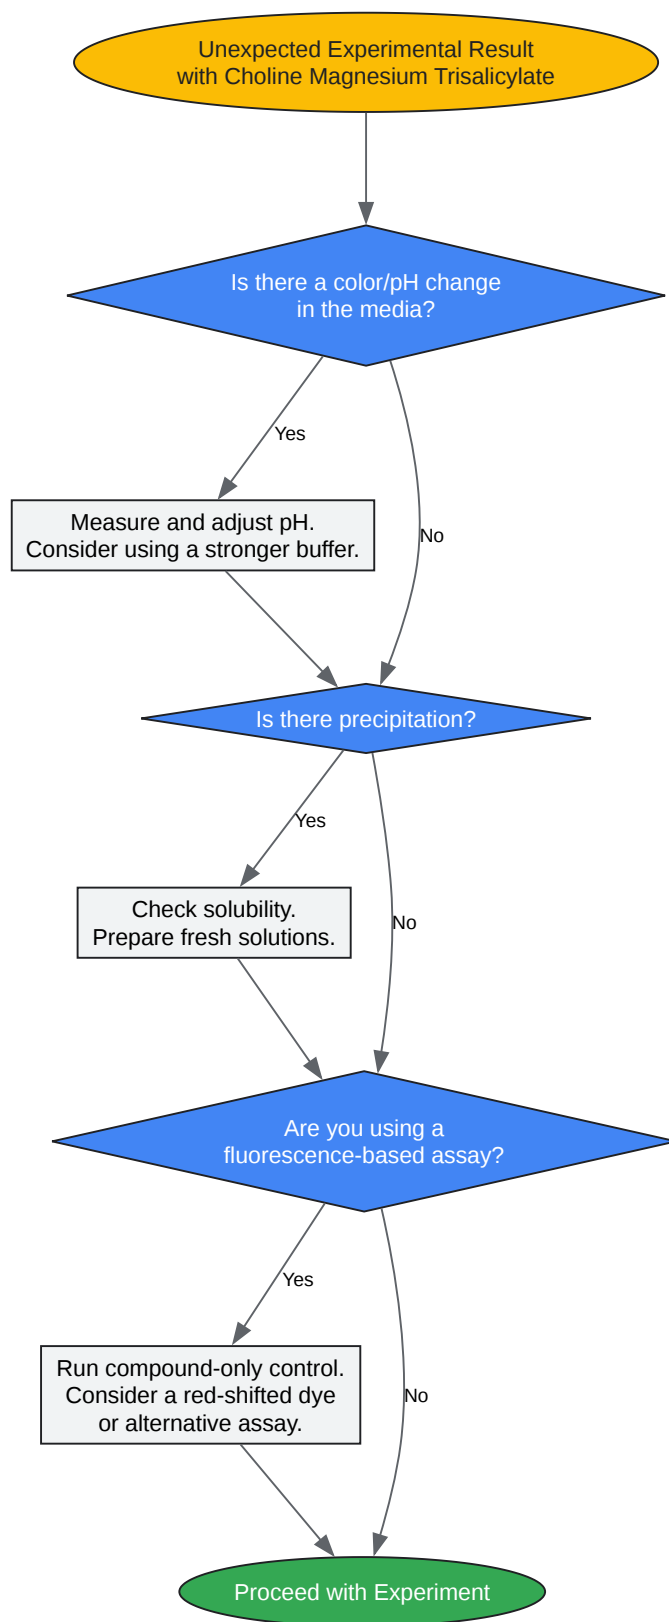 Unexpected Experimental Result
with Choline Magnesium Trisalicylate
Is there a color/pH change
in the media?
Yes
Measure and adjust pH.
Consider using a stronger buffer.
No
Is there precipitation?
Yes
Check solubility.
Prepare fresh solutions.
No
Are you using a
fluorescence-based assay?
Yes
Run compound-only control.
Consider a red-shifted dye
or alternative assay.
No
Proceed with Experiment